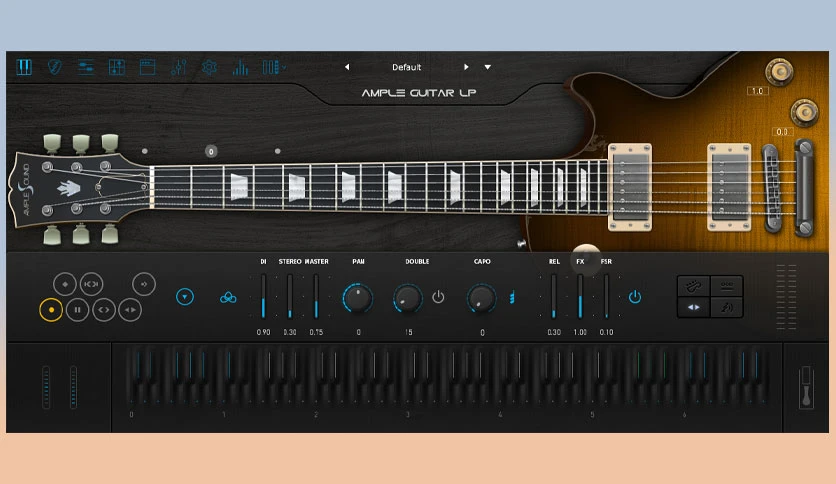 Default
AMPLE GUITAR LP
1.0
0.0
0
AMPLE SOUND
DI STEREO MASTER PAN DOUBLE CAPO REL FX FSR
0.90 0.30 0.75 0 15 0 0.30 1.00 0.10
0 1 2 3 4 5 6